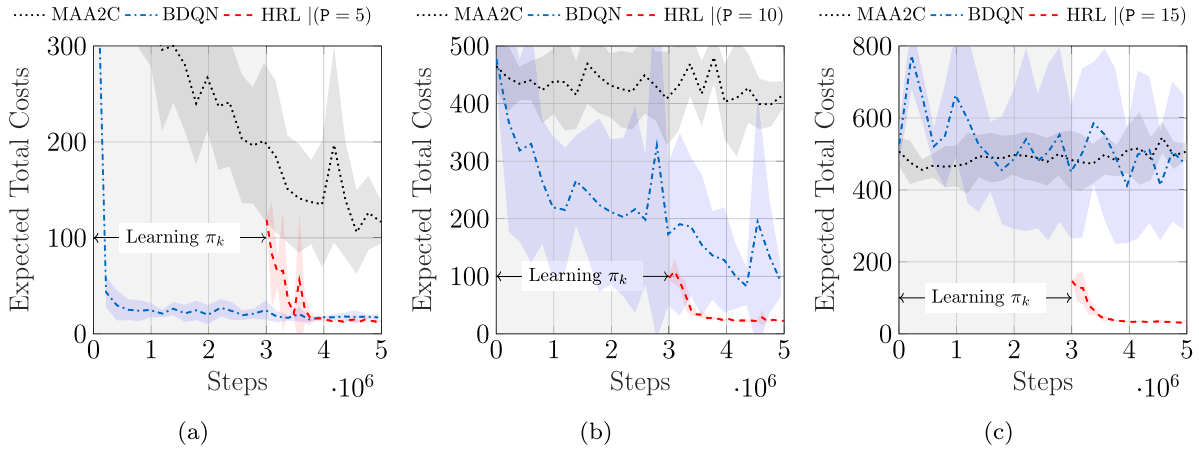 MAA2C BDQN HRL |(P = 5)
300
200
100
0
Expected Total Costs
Learning πk
0 1 2 3 4 5
Steps
·10^6
(a)
MAA2C BDQN HRL |(P = 10)
500
400
300
200
100
0
Expected Total Costs
Learning πk
0 1 2 3 4 5
Steps
·10^6
(b)
MAA2C BDQN HRL |(P = 15)
800
600
400
200
0
Expected Total Costs
Learning πk
0 1 2 3 4 5
Steps
·10^6
(c)